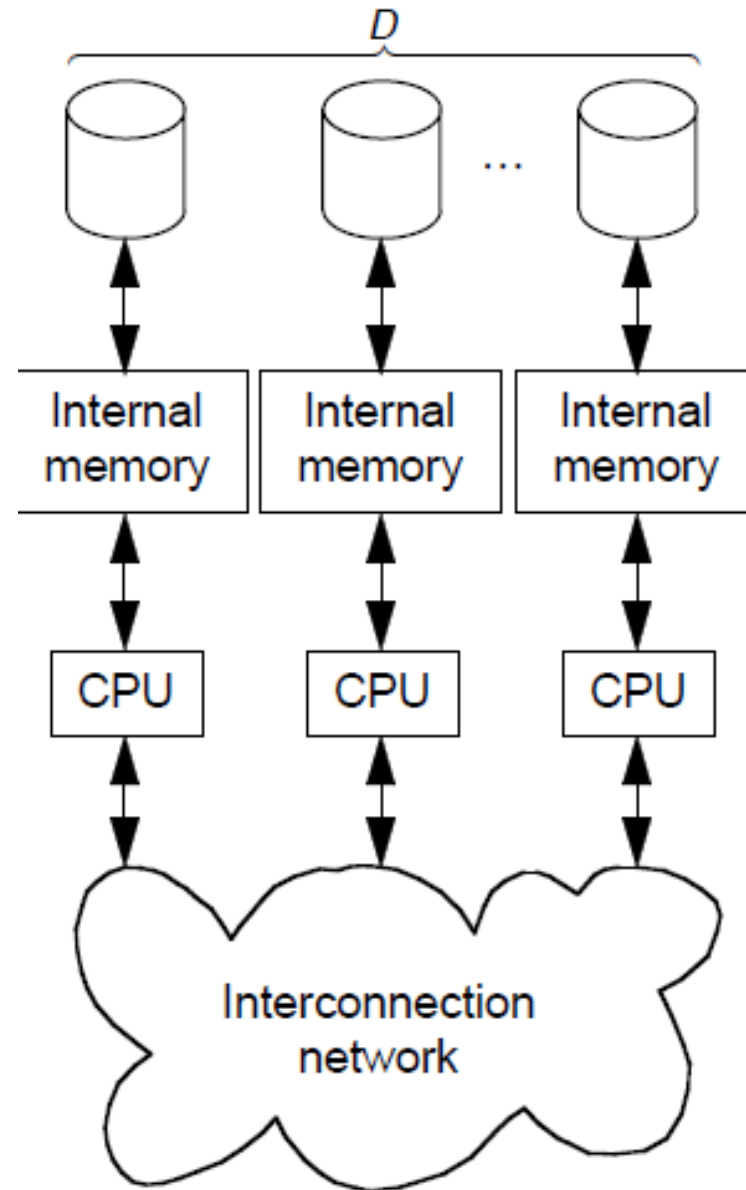 D
...
Internal memory
Internal memory
Internal memory
CPU
CPU
CPU
Interconnection
network